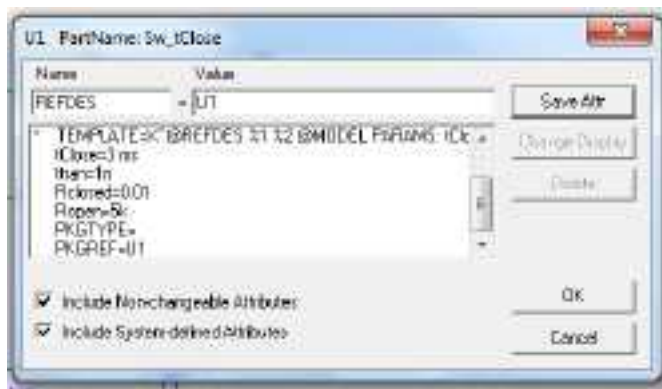 U1 PartName: Sw_tClose
Name Value
REFDES = U1
Save Attr
* TEMPLATE=X^@REFDES %1 %2 @MODEL PARAMS: tClo
Change Display
tClose=3 ms
Delete
ttran=1n
Rclosed=0.01
Ropen=5k
PKGTYPE=
PKGREF=U1
Include Non-changeable Attributes
OK
Include System-defined Attributes
Cancel